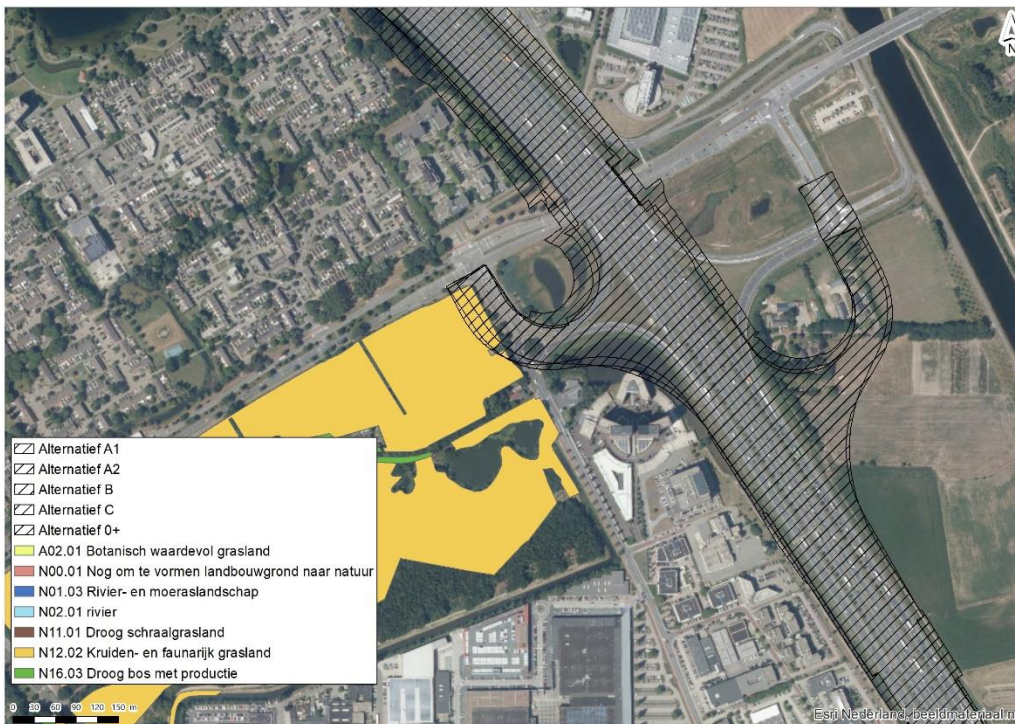 N
Alternatief A1
Alternatief A2
Alternatief B
Alternatief C
Alternatief 0+
A02.01 Botanisch waardevol grasland
N00.01 Nog om te vormen landbouwgrond naar natuur
N01.03 Rivier- en moeraslandschap
N02.01 rivier
N11.01 Droog schraalgrasland
N12.02 Kruiden- en faunarijk grasland
N16.03 Droog bos met productie
0 30 60 90 120 150 m
Esri Nederland, beeldmateriaal.n